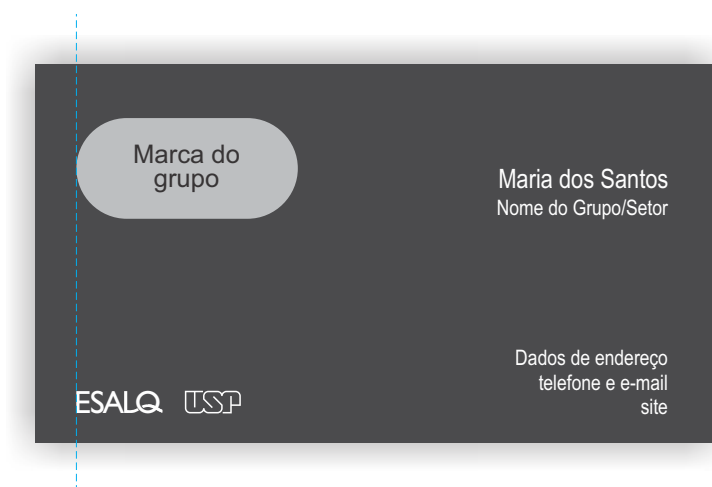 Marca do
grupo
Maria dos Santos
Nome do Grupo/Setor
Dados de endereço
telefone e e-mail
site
ESALQ USP